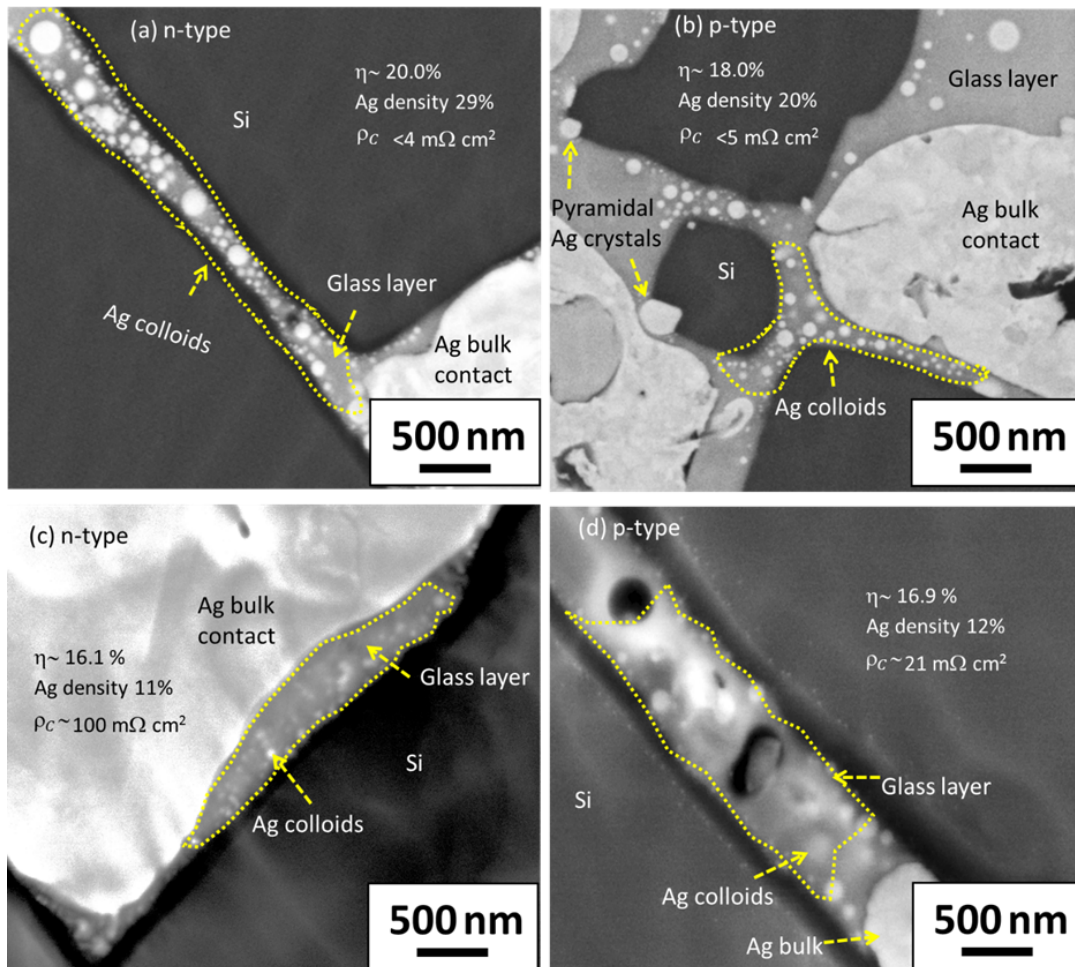 (a) n-type
η~ 20.0%
Ag density 29%
ρc <4 mΩ cm²
Si
Glass layer
Ag colloids
Ag bulk
contact
500 nm
(b) p-type
η~ 18.0%
Ag density 20%
ρc <5 mΩ cm²
Glass layer
Pyramidal
Ag crystals
Si
Ag bulk
contact
Ag colloids
500 nm
(c) n-type
Ag bulk
contact
η~ 16.1 %
Ag density 11%
ρc ~ 100 mΩ cm²
Glass layer
Si
Ag colloids
500 nm
(d) p-type
η~ 16.9 %
Ag density 12%
ρc ~ 21 mΩ cm²
Glass layer
Si
Ag colloids
Ag bulk
500 nm